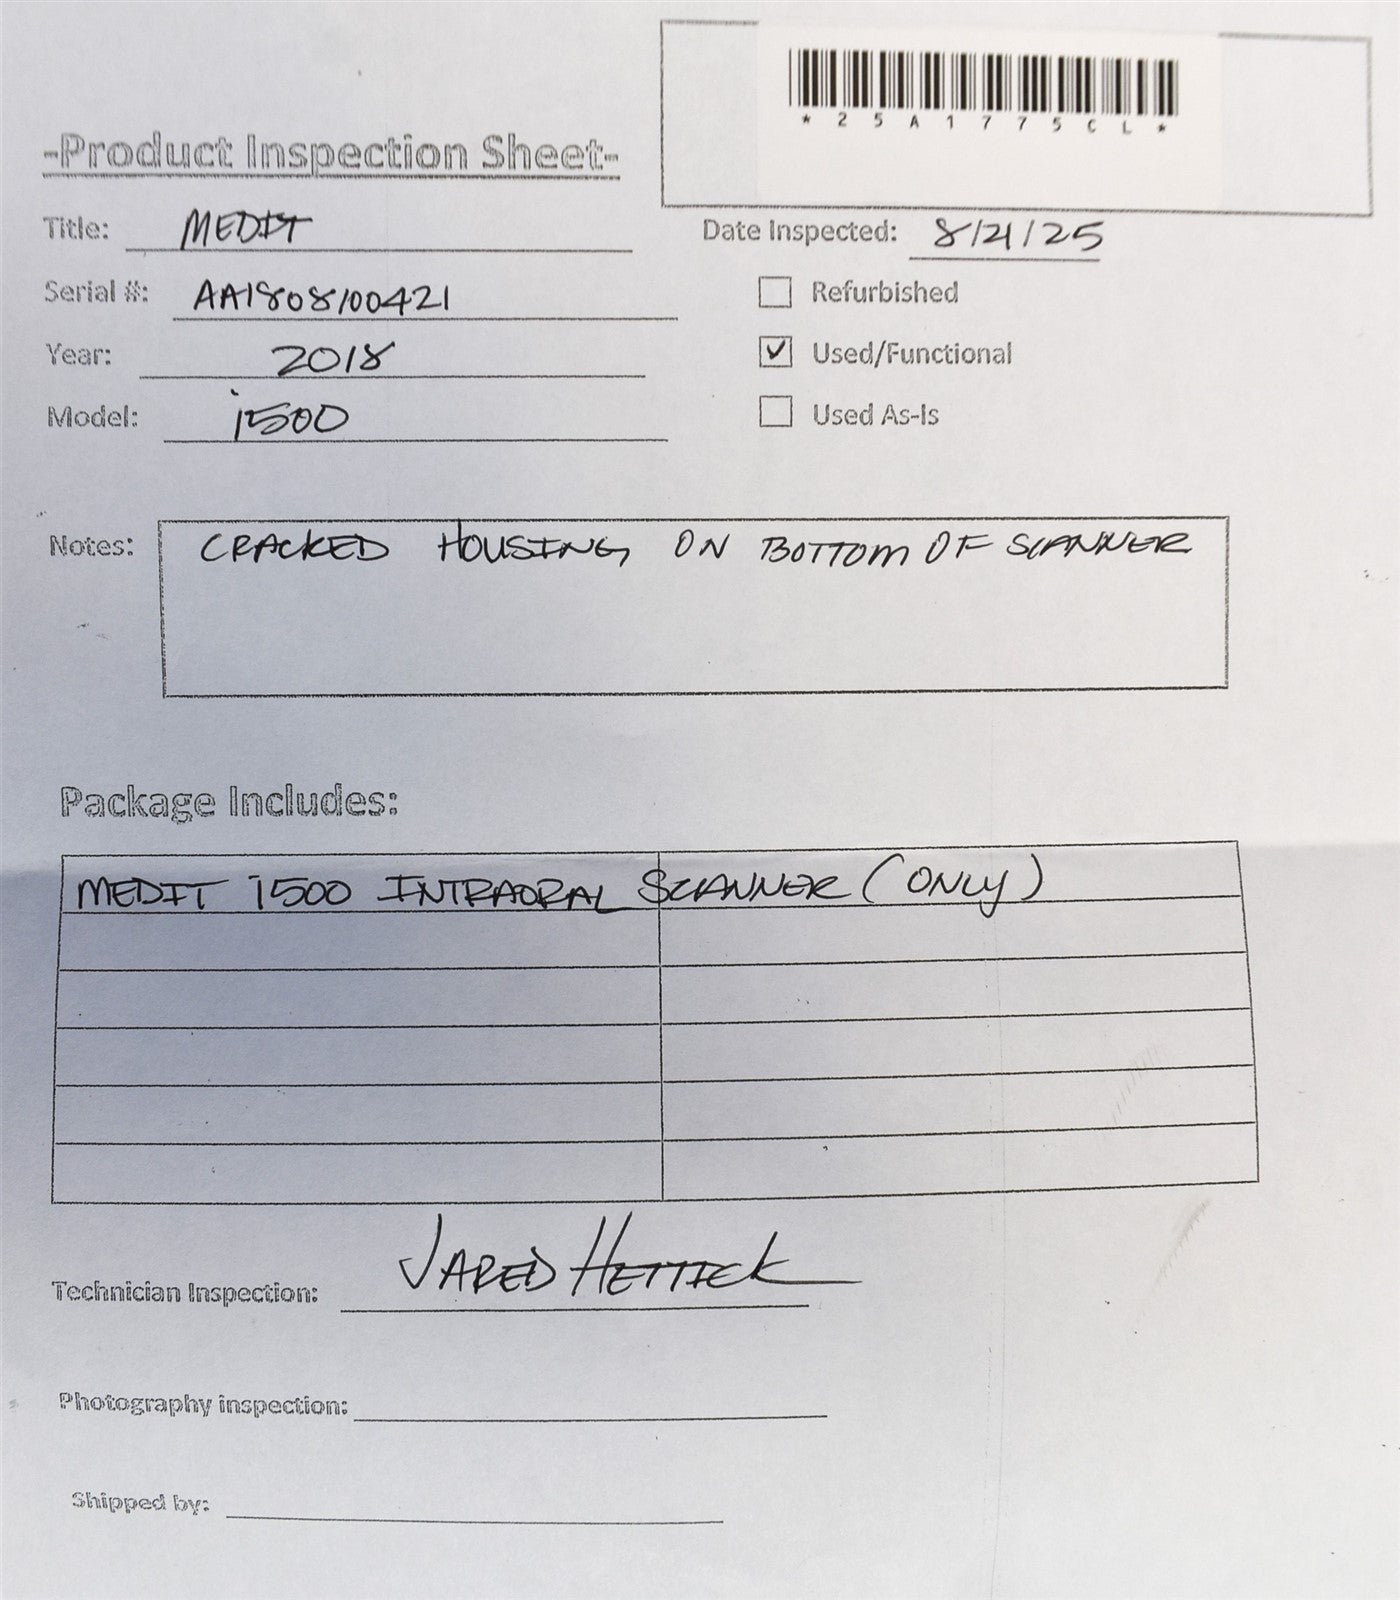 *25A1775CL*
-Product Inspection Sheet-
Title: MEDIT
Date Inspected: 8/21/25
Serial #: AA1808100421
Refurbished
Year: 2018
Used/Functional
Model: i500
Used As-Is
Notes: CRACKED HOUSING ON BOTTOM OF SCANNER
Package Includes:
MEDIT i500 INTRAORAL SCANNER (ONLY)
Technician Inspection: JARED HETTICK
Photography inspection:
Shipped by: